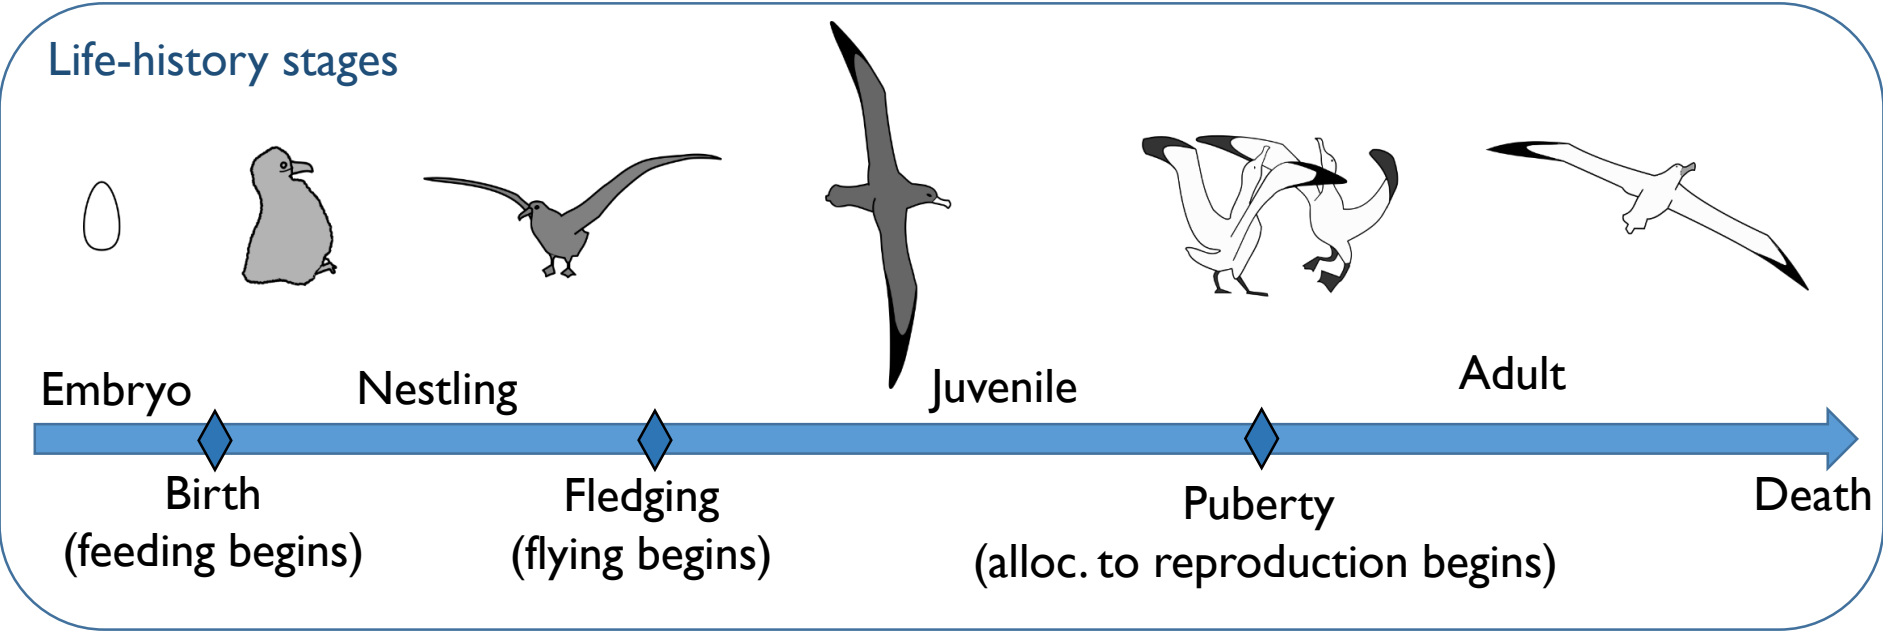 Life-history stages
Embryo
Nestling
Juvenile
Adult
Birth
(feeding begins)
Fledging
(flying begins)
Puberty
(alloc. to reproduction begins)
Death